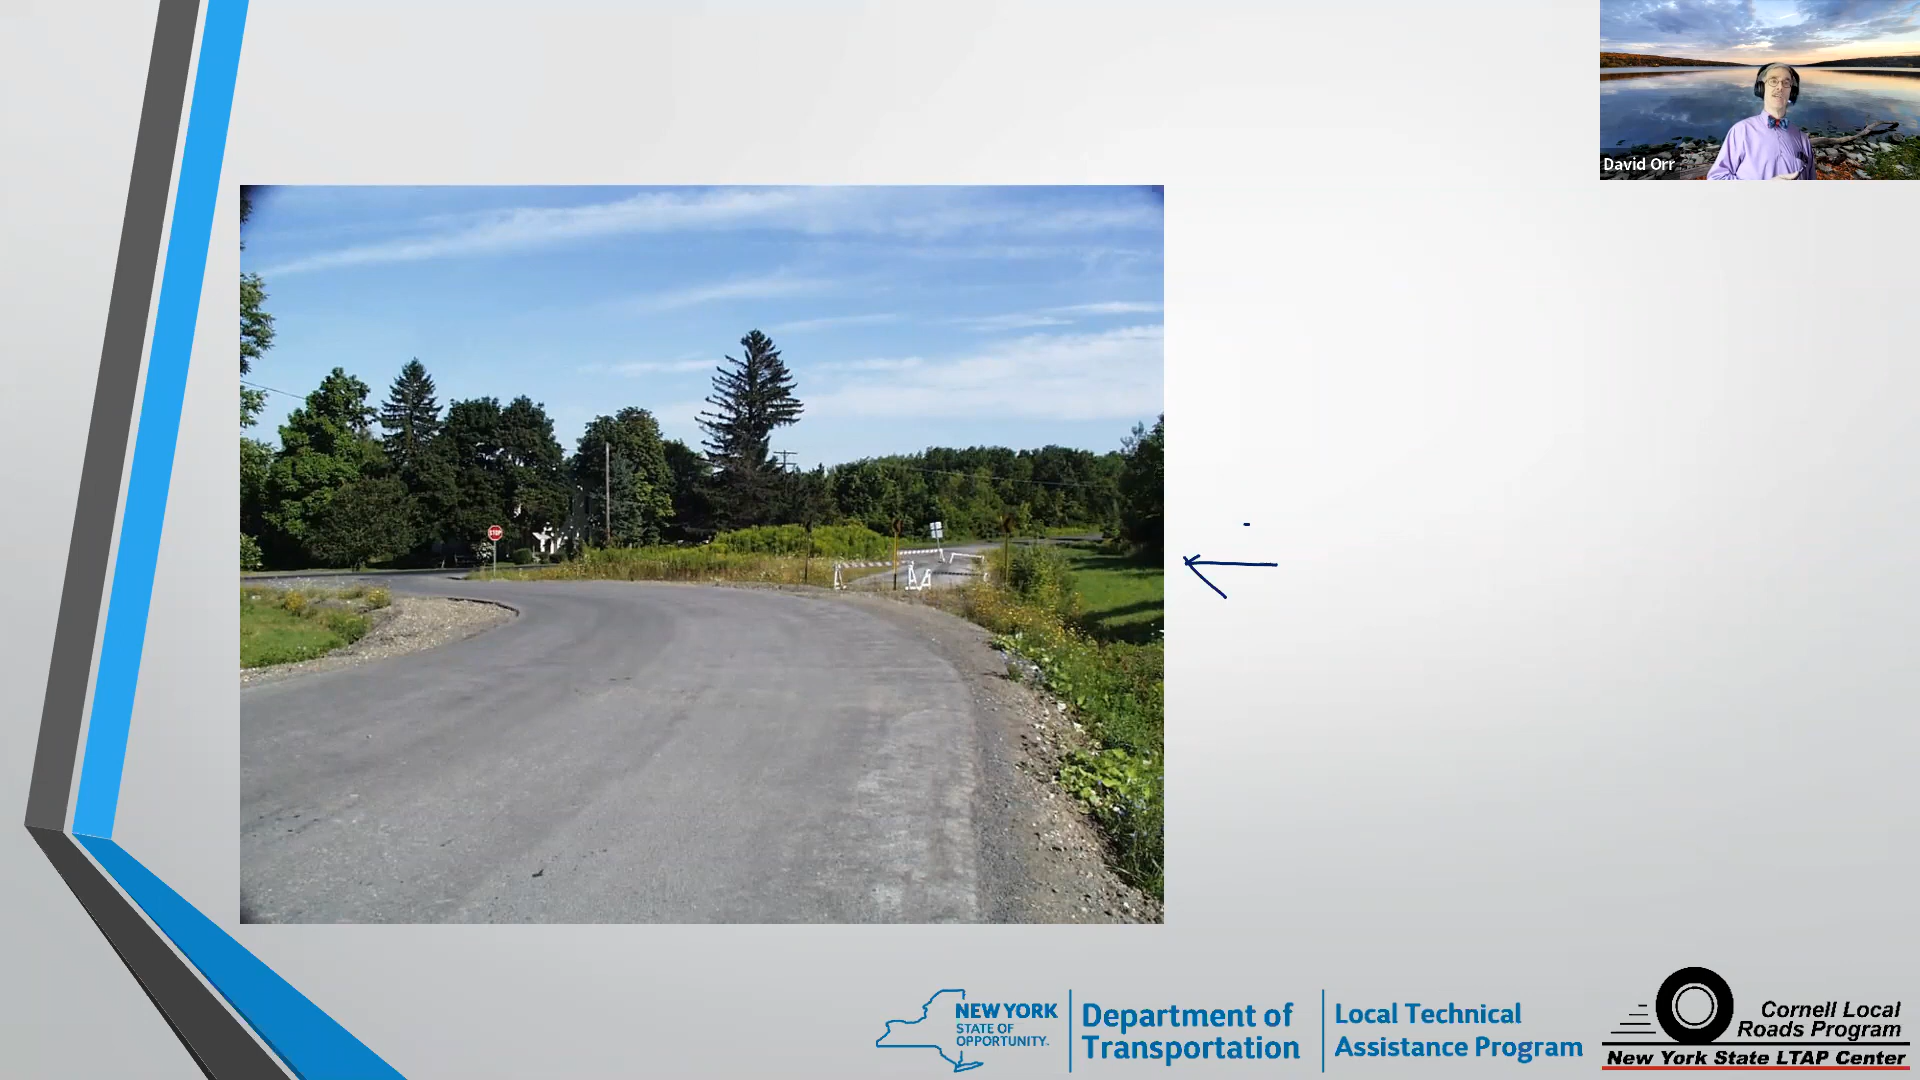 David Orr
STOP
NEW YORK
STATE OF
OPPORTUNITY.
Department of
Transportation
Local Technical
Assistance Program
Cornell Local
Roads Program
New York State LTAP Center